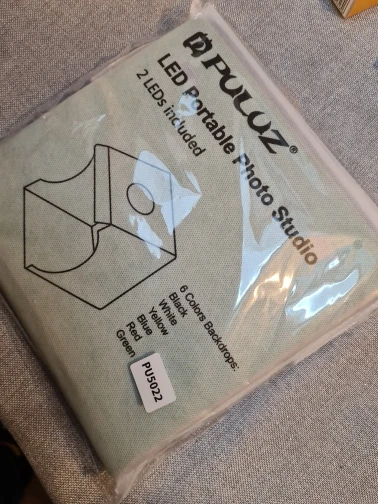 PULUZ®
LED Portable Photo Studio
2 LEDs included
6 Colors Backdrops:
Black
White
Yellow
Blue
Red
Green
PU5022